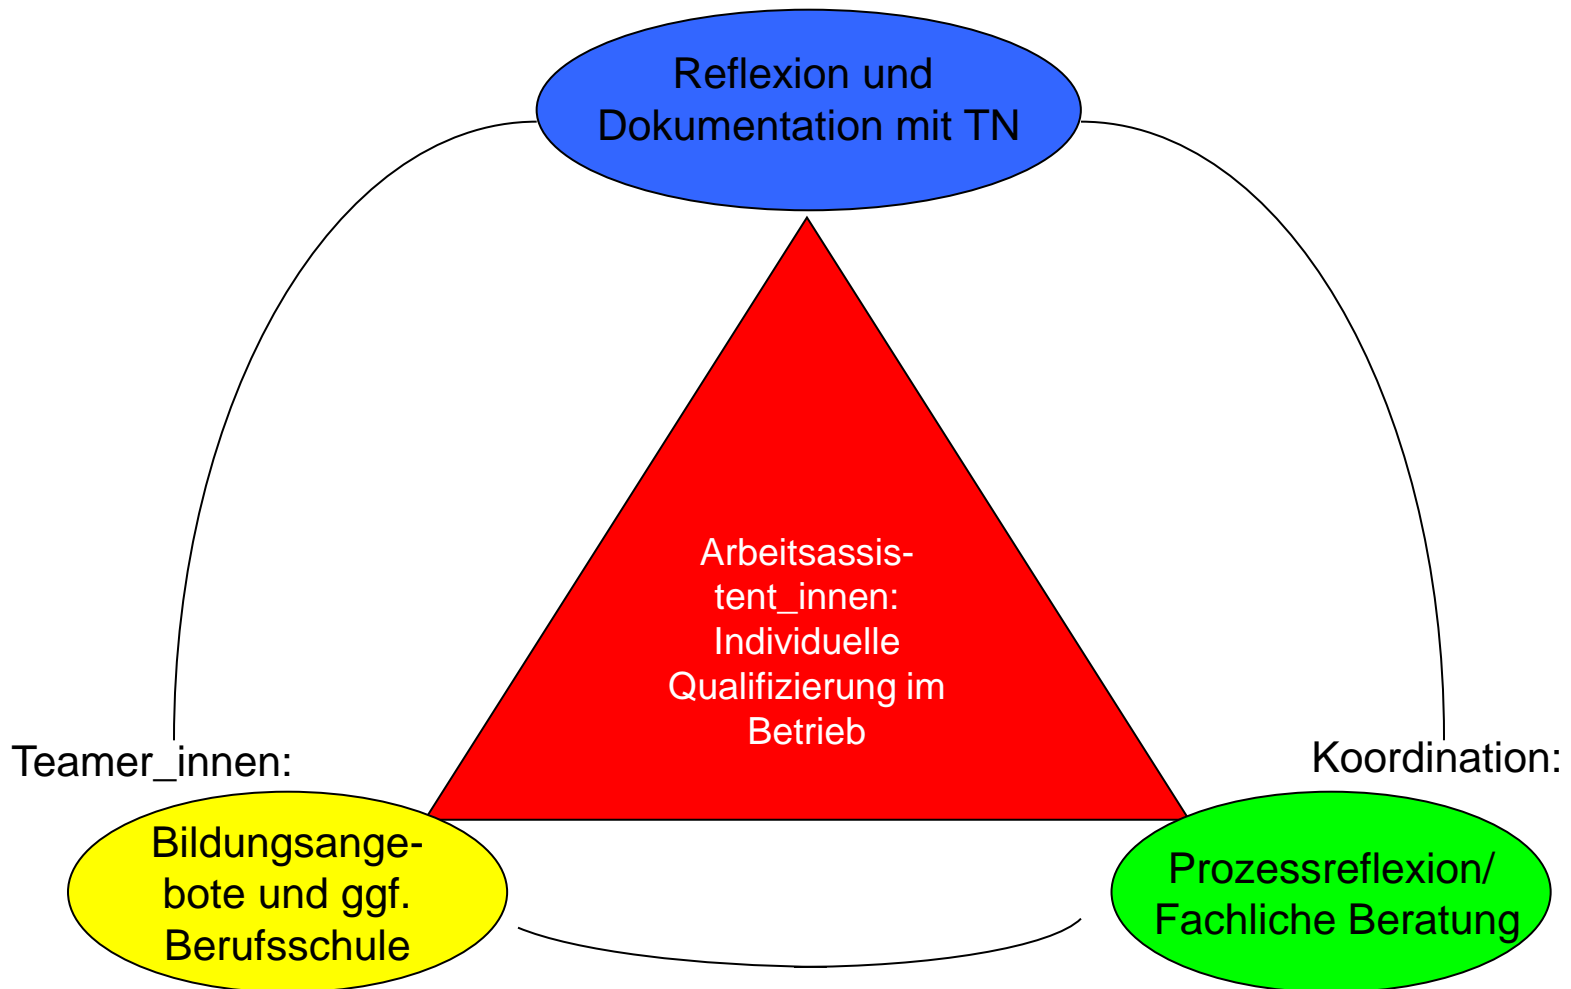 Reflexion und
Dokumentation mit TN
Arbeitsassis-
tent_innen:
Individuelle
Qualifizierung im
Betrieb
Teamer_innen:
Bildungsange-
bote und ggf.
Berufsschule
Koordination:
Prozessreflexion/
Fachliche Beratung